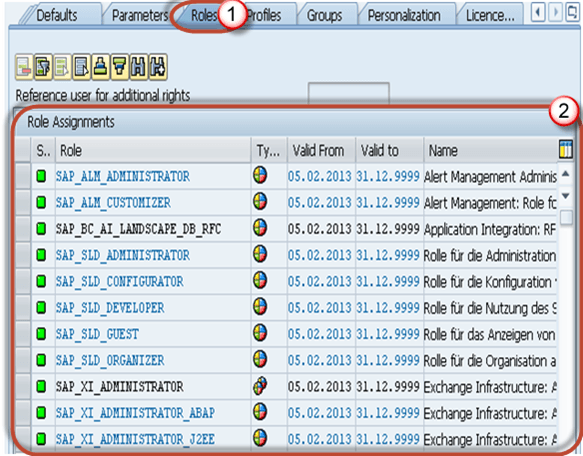 Defaults Parameters Roles 1 Profiles Groups Personalization Licence...
Reference user for additional rights
2
Role Assignments
S.. Role Ty... Valid From Valid to Name
SAP_ALM_ADMINISTRATOR 05.02.2013 31.12.9999 Alert Management Adminis
SAP_ALM_CUSTOMIZER 05.02.2013 31.12.9999 Alert Management: Role fo
SAP_BC_AI_LANDSCAPE_DB_RFC 05.02.2013 31.12.9999 Application Integration: RF
SAP_SLD_ADMINISTRATOR 05.02.2013 31.12.9999 Rolle für die Administration
SAP_SLD_CONFIGURATOR 05.02.2013 31.12.9999 Rolle für die Konfiguration
SAP_SLD_DEVELOPER 05.02.2013 31.12.9999 Rolle für die Nutzung des S
SAP_SLD_GUEST 05.02.2013 31.12.9999 Rolle für das Anzeigen von
SAP_SLD_ORGANIZER 05.02.2013 31.12.9999 Rolle für die Organisation a
SAP_XI_ADMINISTRATOR 05.02.2013 31.12.9999 Exchange Infrastructure: A
SAP_XI_ADMINISTRATOR_ABAP 05.02.2013 31.12.9999 Exchange Infrastructure: A
SAP_XI_ADMINISTRATOR_J2EE 05.02.2013 31.12.9999 Exchange Infrastructure: A